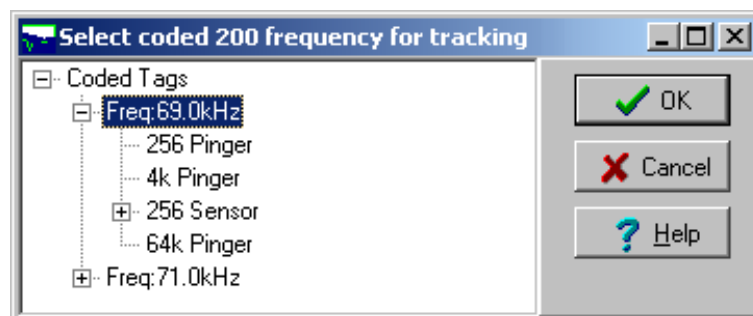 Select coded 200 frequency for tracking
Coded Tags
Freq:69.0kHz
256 Pinger
4k Pinger
256 Sensor
64k Pinger
Freq:71.0kHz
OK
Cancel
Help